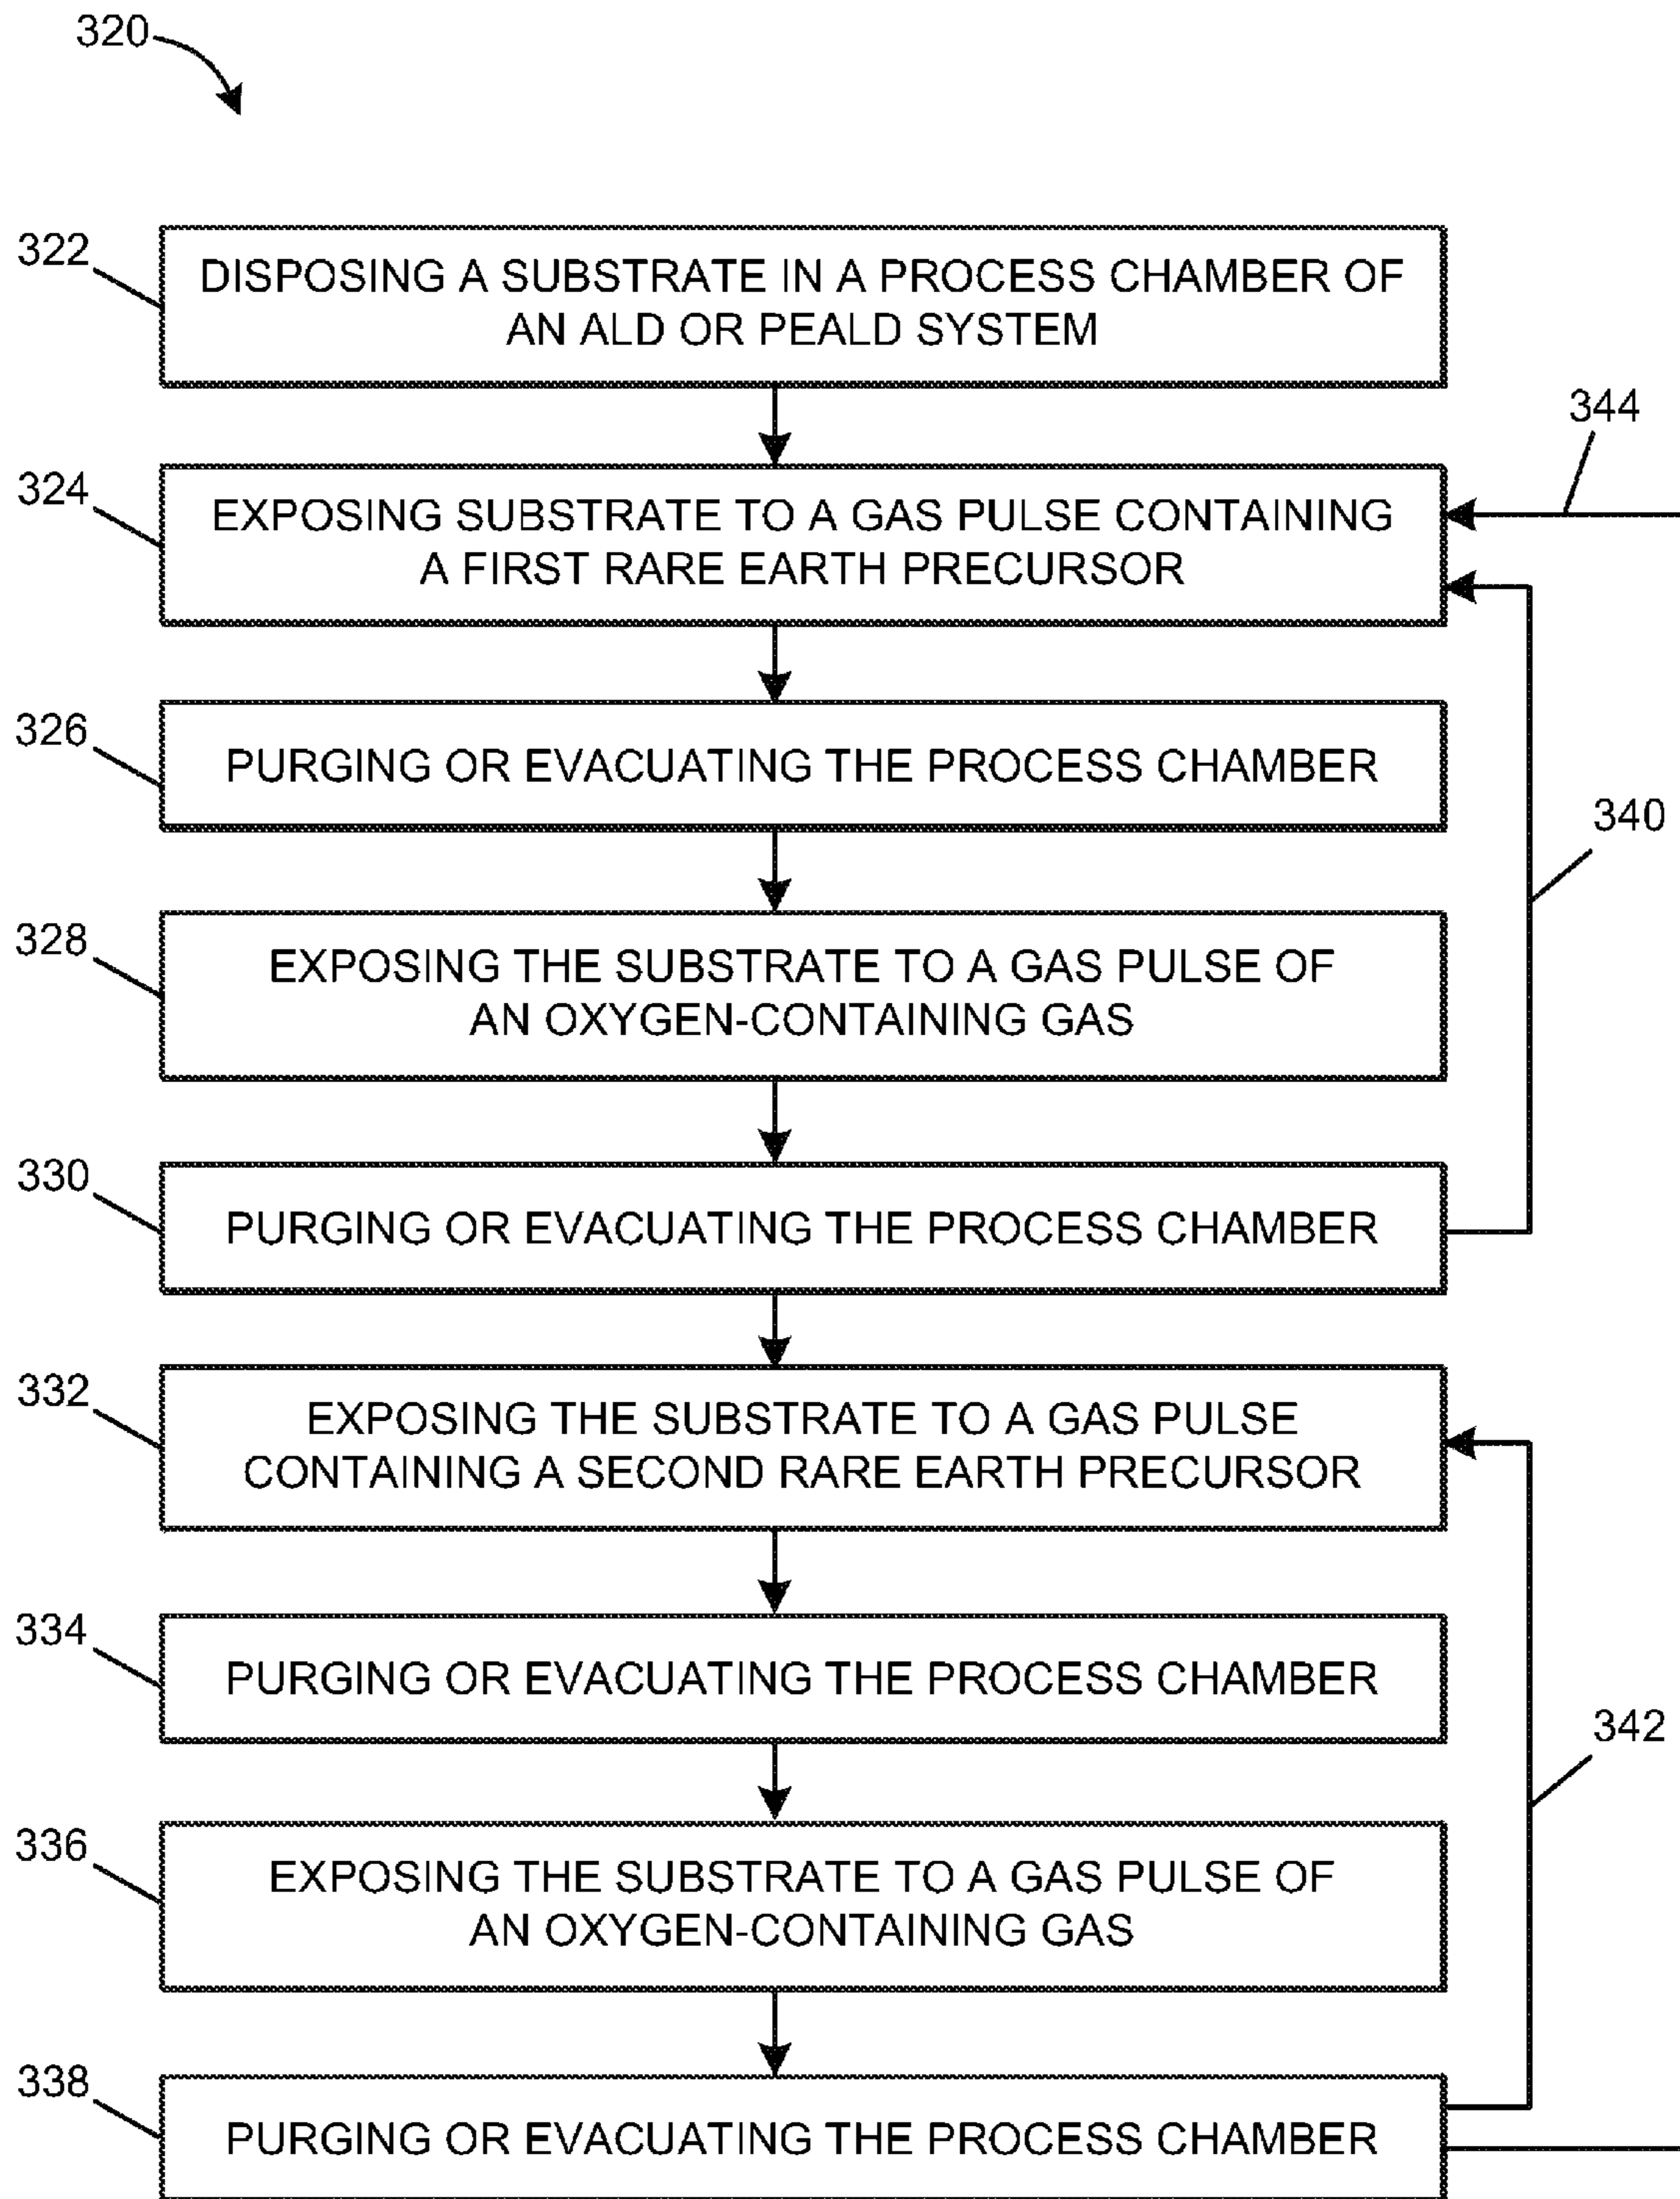 320
322
DISPOSING A SUBSTRATE IN A PROCESS CHAMBER OF
AN ALD OR PEALD SYSTEM
344
324
EXPOSING SUBSTRATE TO A GAS PULSE CONTAINING
A FIRST RARE EARTH PRECURSOR
326
PURGING OR EVACUATING THE PROCESS CHAMBER
340
328
EXPOSING THE SUBSTRATE TO A GAS PULSE OF
AN OXYGEN-CONTAINING GAS
330
PURGING OR EVACUATING THE PROCESS CHAMBER
332
EXPOSING THE SUBSTRATE TO A GAS PULSE
CONTAINING A SECOND RARE EARTH PRECURSOR
334
PURGING OR EVACUATING THE PROCESS CHAMBER
342
336
EXPOSING THE SUBSTRATE TO A GAS PULSE OF
AN OXYGEN-CONTAINING GAS
338
PURGING OR EVACUATING THE PROCESS CHAMBER